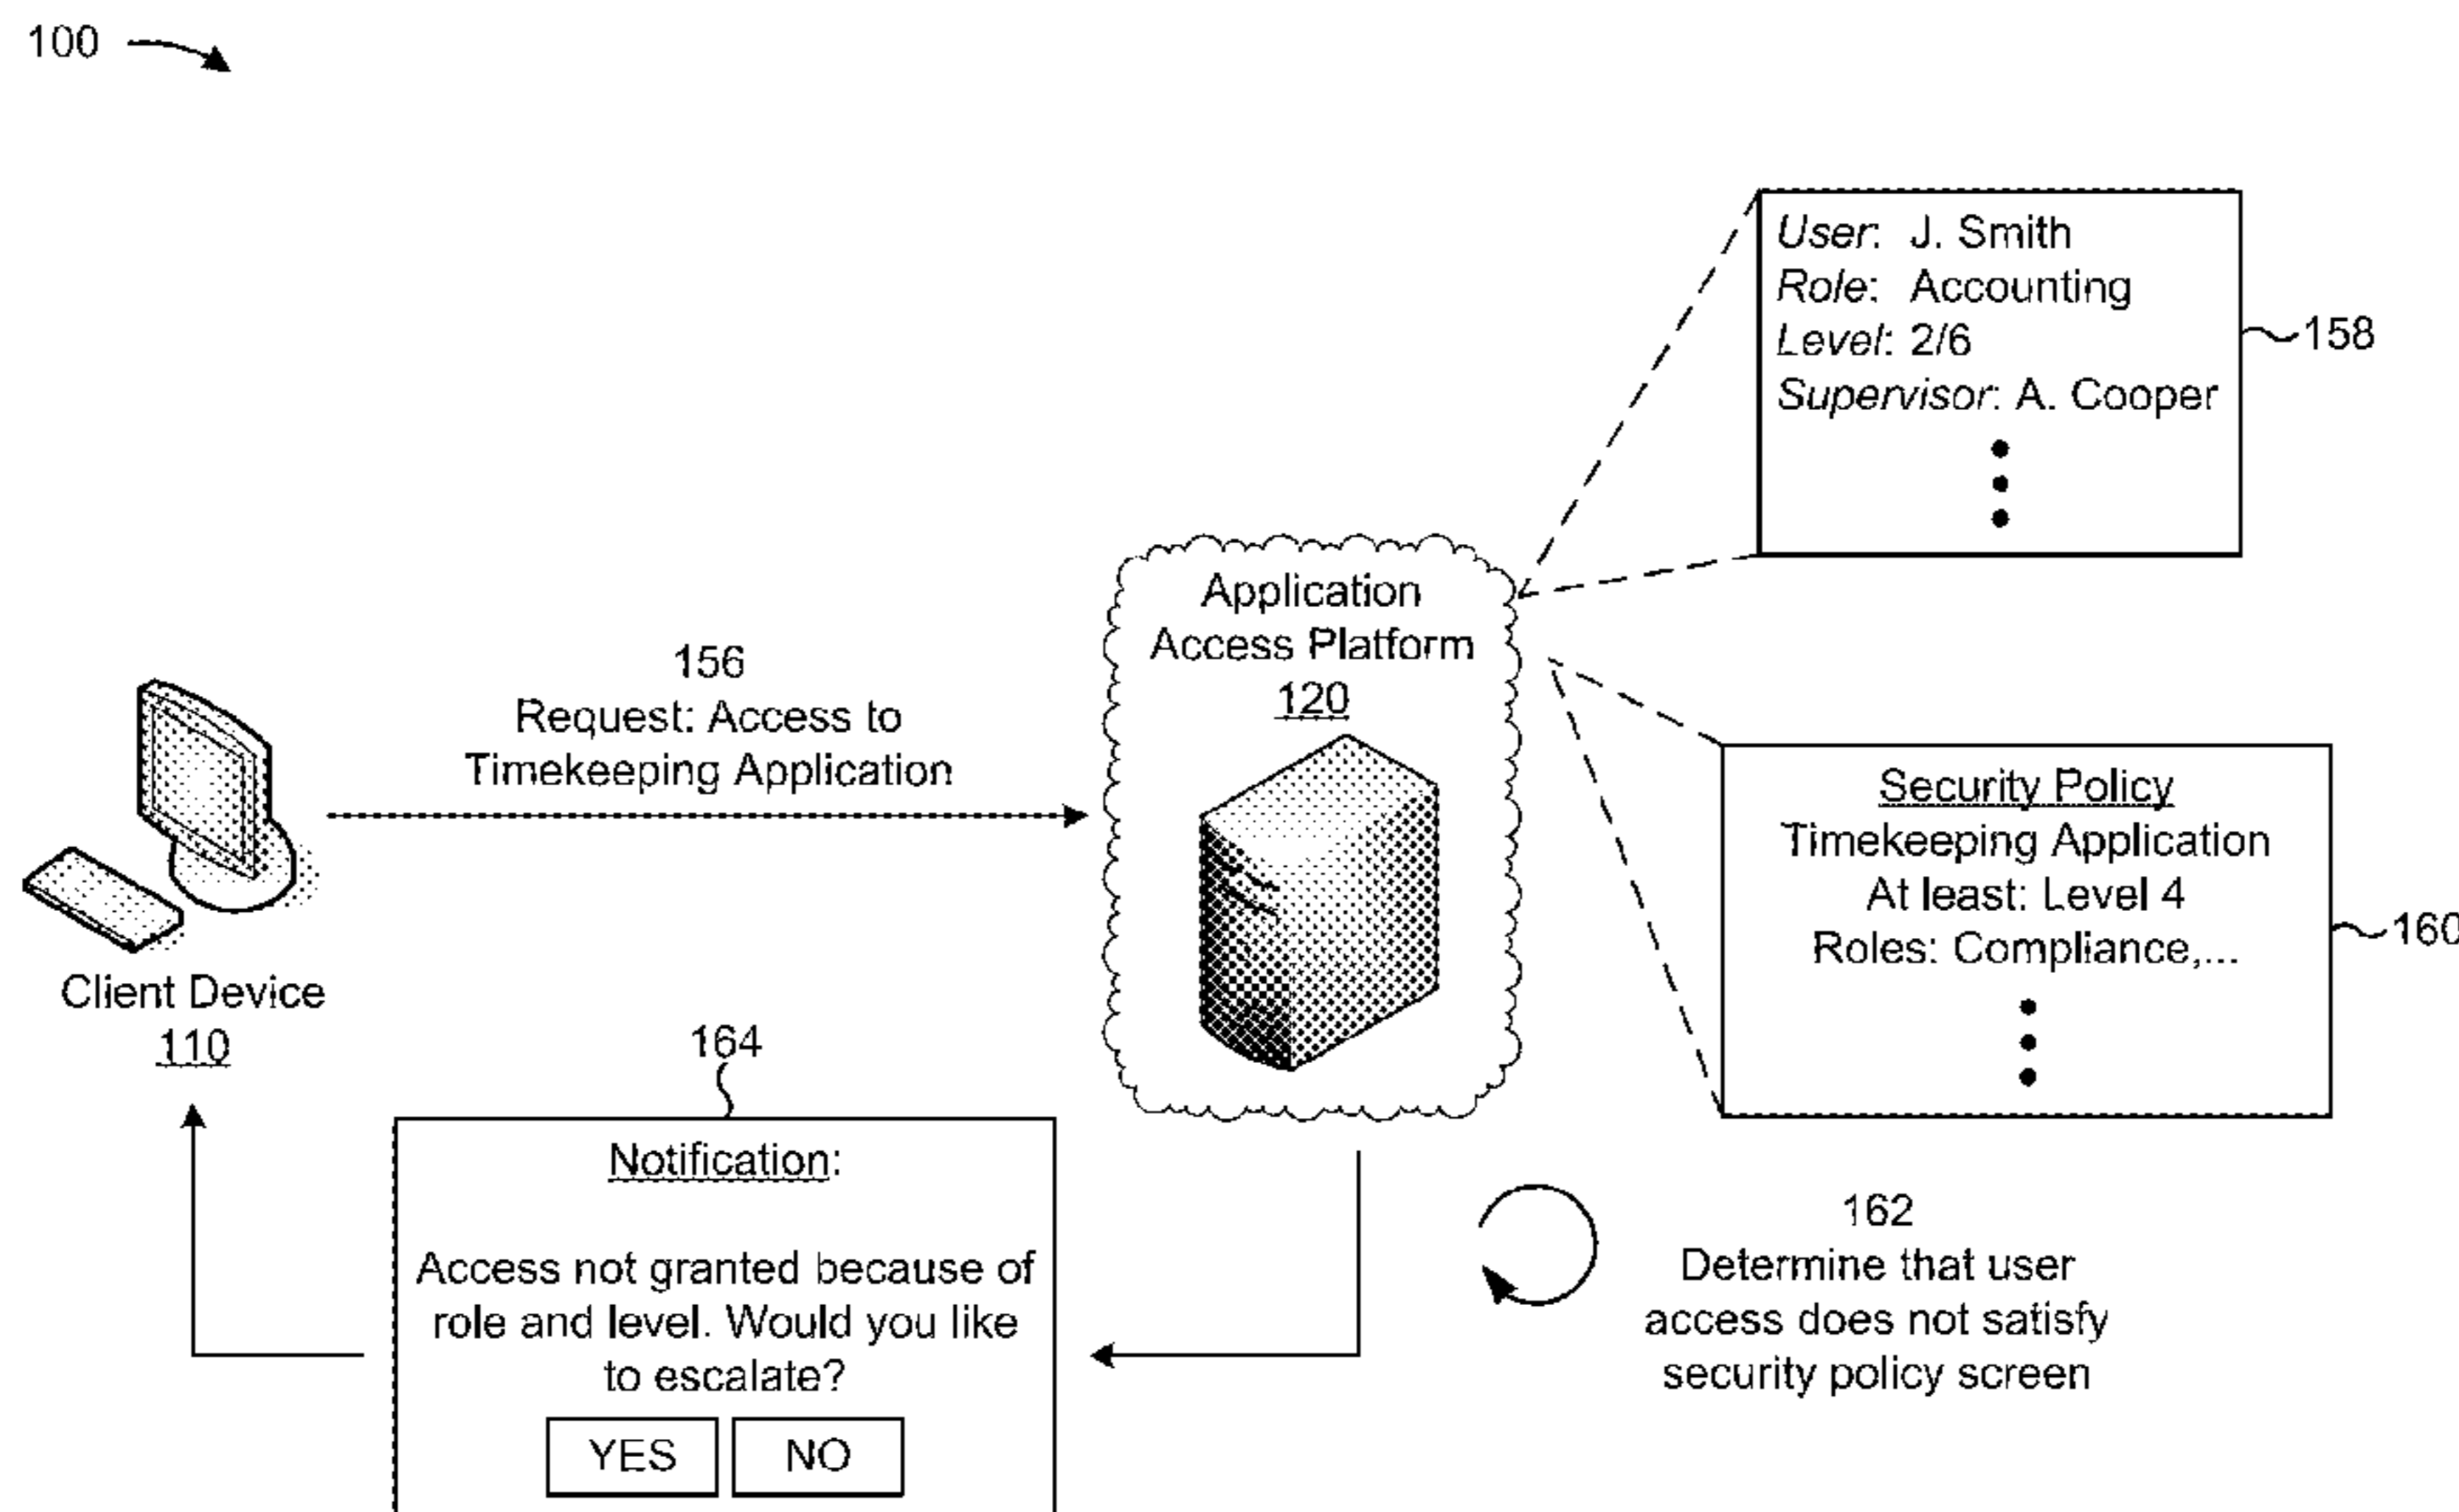 100
User: J. Smith
Role: Accounting
Level: 2/6
Supervisor: A. Cooper
158
Application
Access Platform
120
156
Request: Access to
Timekeeping Application
Security Policy
Timekeeping Application
At least: Level 4
Roles: Compliance,...
160
Client Device
110
164
Notification:
Access not granted because of
role and level. Would you like
to escalate?
YES NO
162
Determine that user
access does not satisfy
security policy screen